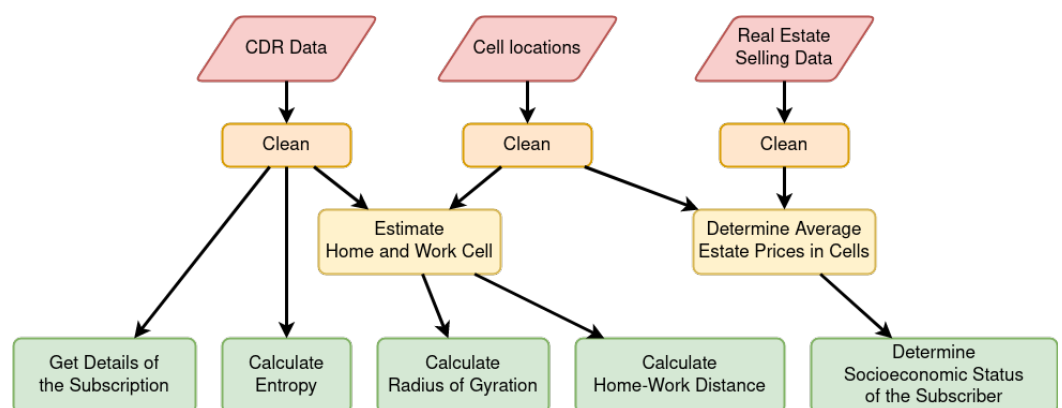 CDR Data
Cell locations
Real Estate
Selling Data
Clean
Clean
Clean
Estimate
Home and Work Cell
Determine Average
Estate Prices in Cells
Get Details of
the Subscription
Calculate
Entropy
Calculate
Radius of Gyration
Calculate
Home-Work Distance
Determine
Socioeconomic Status
of the Subscriber